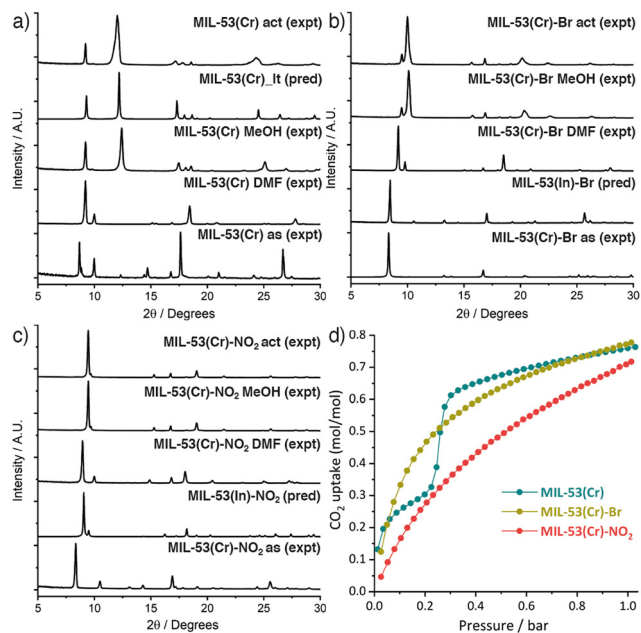 a)
MIL-53(Cr) act (expt)
MIL-53(Cr)_lt (pred)
MIL-53(Cr) MeOH (expt)
MIL-53(Cr) DMF (expt)
MIL-53(Cr) as (expt)
Intensity / A.U.
5 10 15 20 25 30
2θ / Degrees
b)
MIL-53(Cr)-Br act (expt)
MIL-53(Cr)-Br MeOH (expt)
MIL-53(Cr)-Br DMF (expt)
MIL-53(In)-Br (pred)
MIL-53(Cr)-Br as (expt)
Intensity / A.U.
5 10 15 20 25 30
2θ / Degrees
c)
MIL-53(Cr)-NO₂ act (expt)
MIL-53(Cr)-NO₂ MeOH (expt)
MIL-53(Cr)-NO₂ DMF (expt)
MIL-53(In)-NO₂ (pred)
MIL-53(Cr)-NO₂ as (expt)
Intensity / A.U.
5 10 15 20 25 30
2θ / Degrees
d)
0.8
0.7
0.6
0.5
0.4
0.3
0.2
0.1
0.0
CO₂ uptake (mol/mol)
MIL-53(Cr)
MIL-53(Cr)-Br
MIL-53(Cr)-NO₂
0.0 0.2 0.4 0.6 0.8 1.0
Pressure / bar